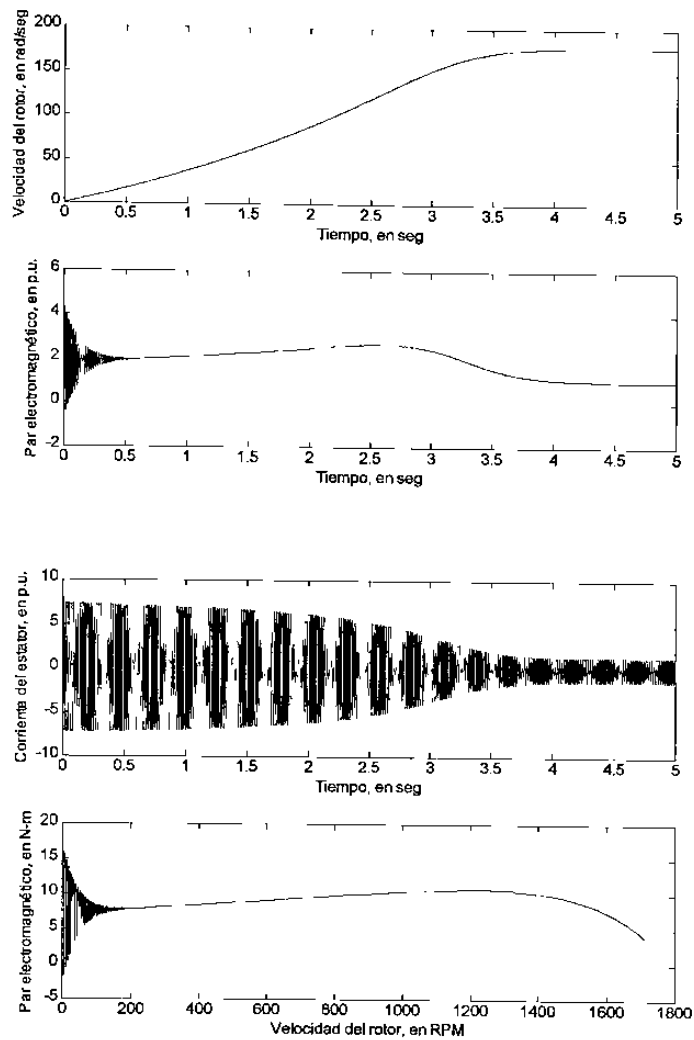 Velocidad del rotor, en rad/seg
200
150
100
50
0
0 0.5 1 1.5 2 2.5 3 3.5 4 4.5 5
Tiempo, en seg
Par electromagnético, en p.u.
6
4
2
0
-2
0 0.5 1 1.5 2 2.5 3 3.5 4 4.5 5
Tiempo, en seg
Corriente del estator, en p.u.
10
5
0
-5
-10
0 0.5 1 1.5 2 2.5 3 3.5 4 4.5 5
Tiempo, en seg
Par electromagnético, en N-m
20
15
10
5
0
-5
0 200 400 600 800 1000 1200 1400 1600 1800
Velocidad del rotor, en RPM